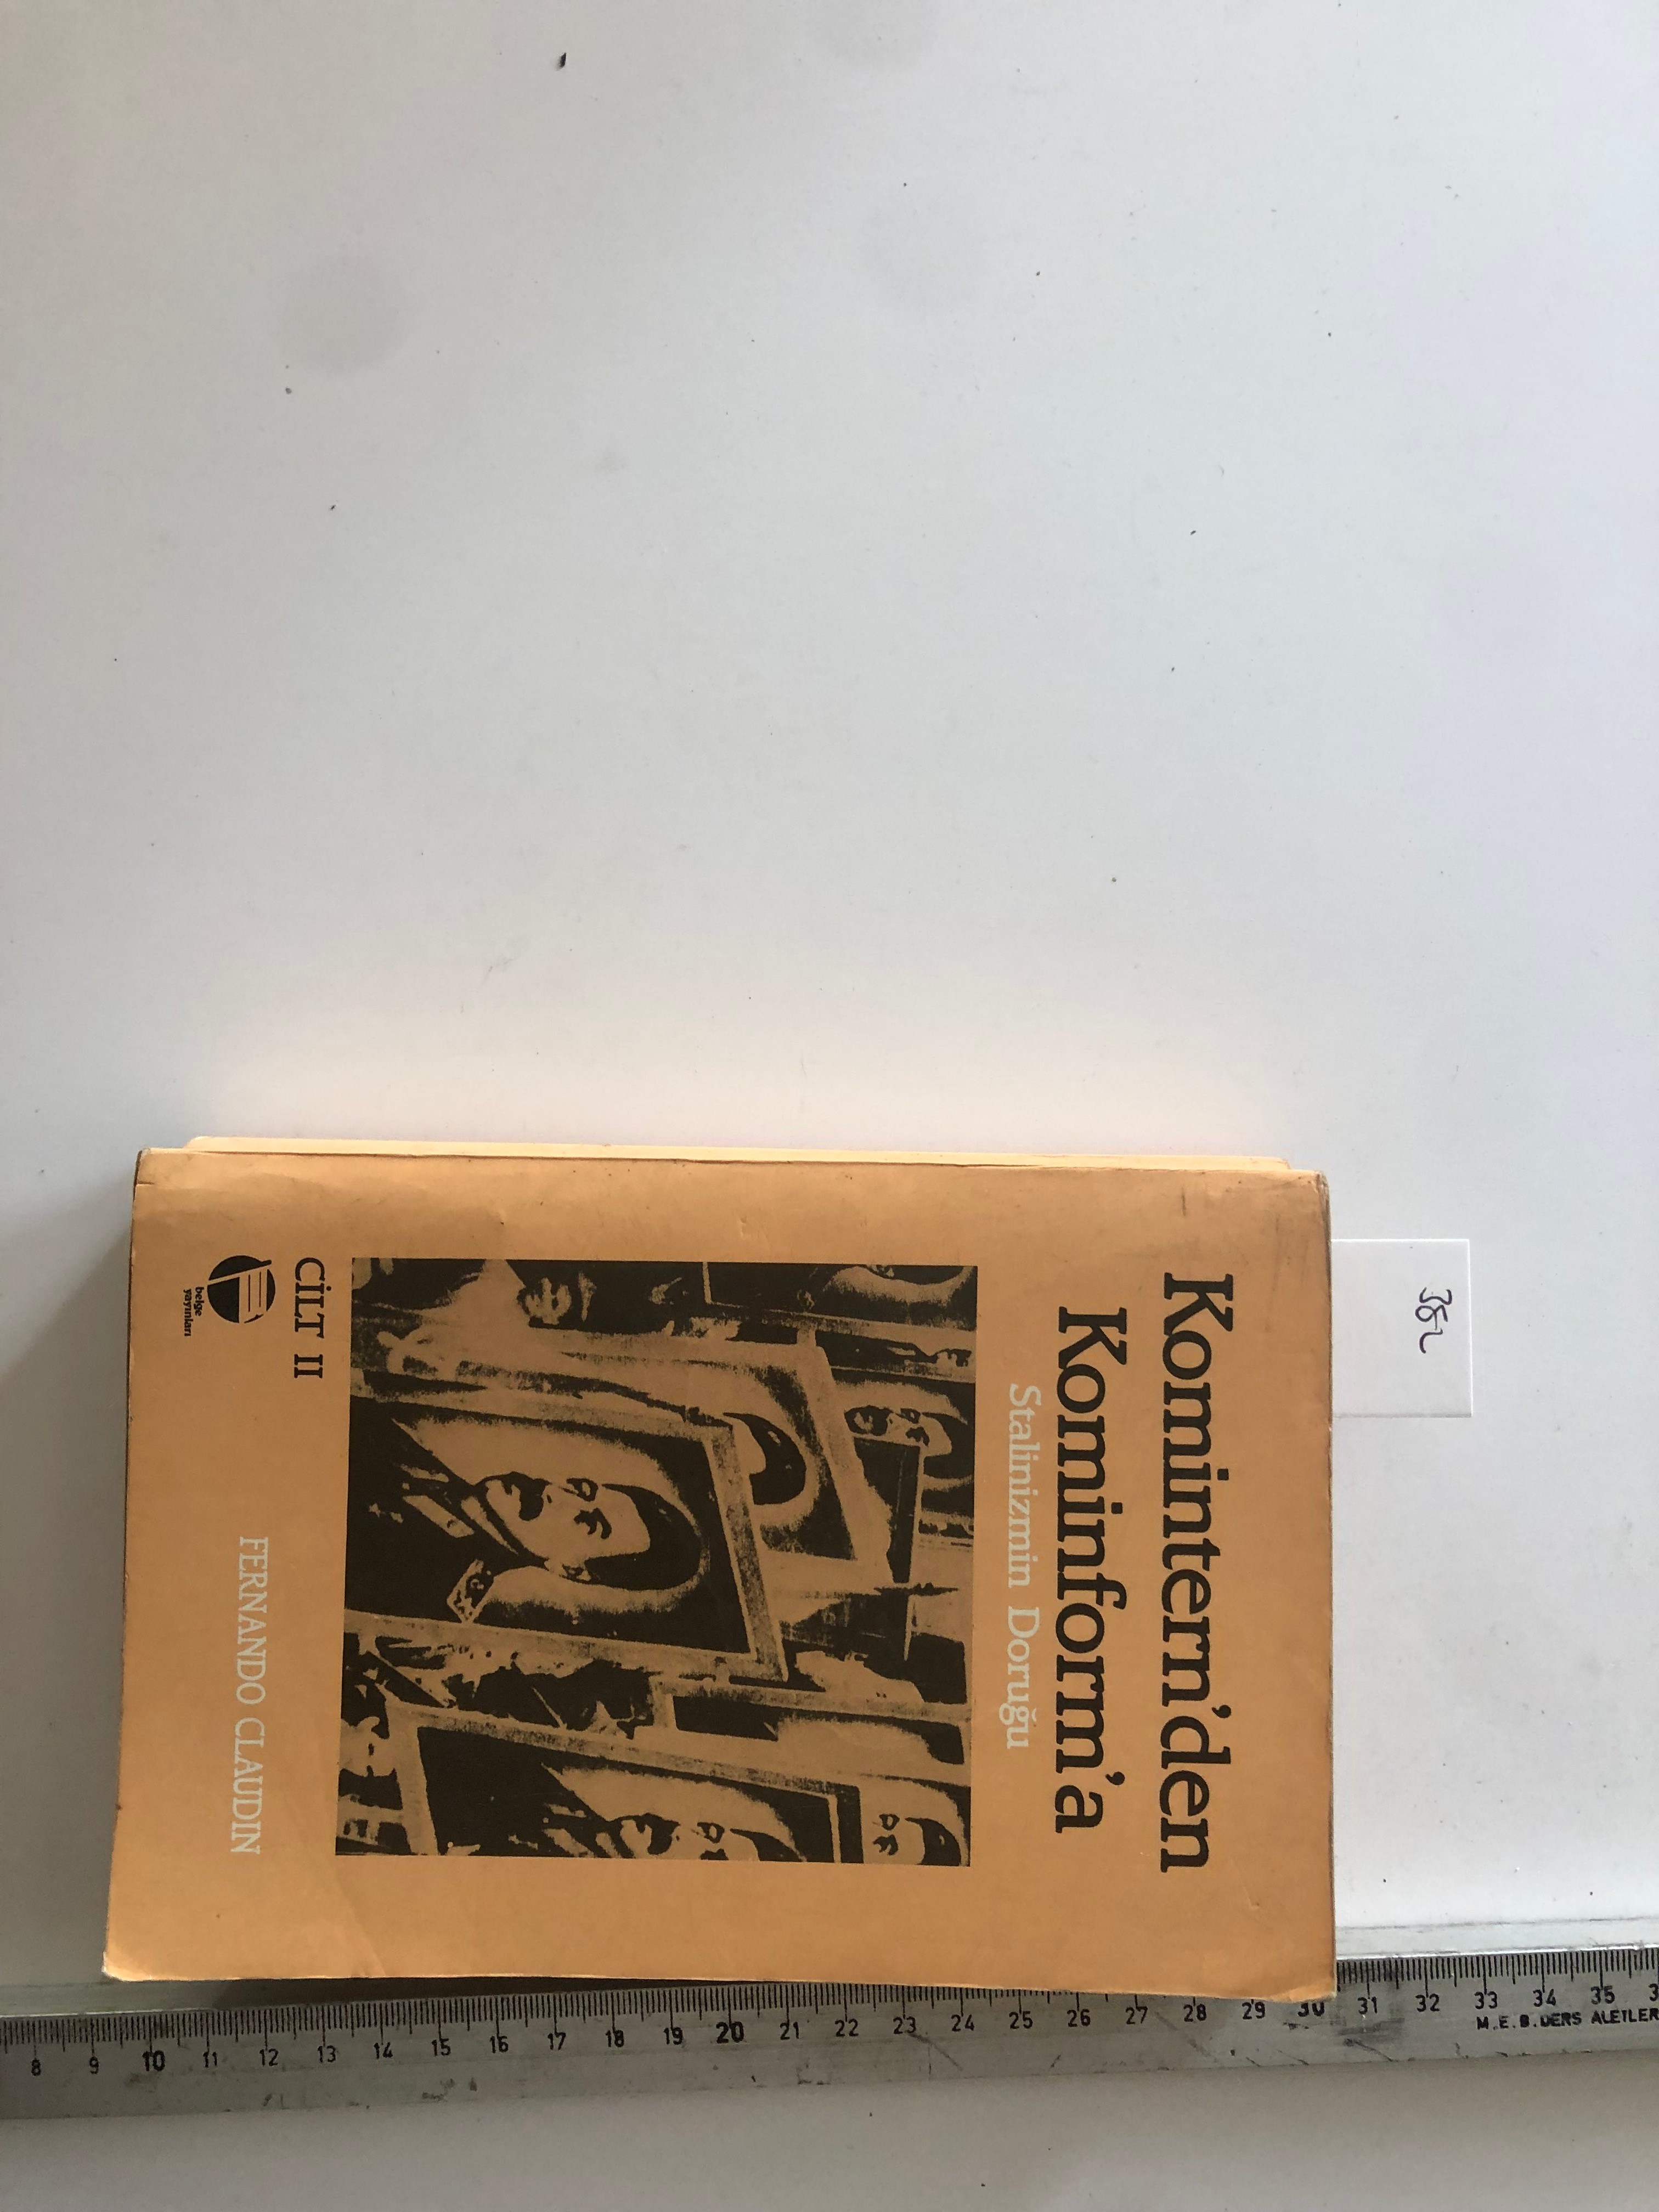 382
Komintern'den
Kominform'a
Stalinizmin Doruğu
CİLT II
FERNANDO CLAUDIN
belge
yayınları
8 9 10 11 12 13 14 15 16 17 18 19 20 21 22 23 24 25 26 27 28 29 30 31 32 33 34 35
M.E.B. DERS ALETLER